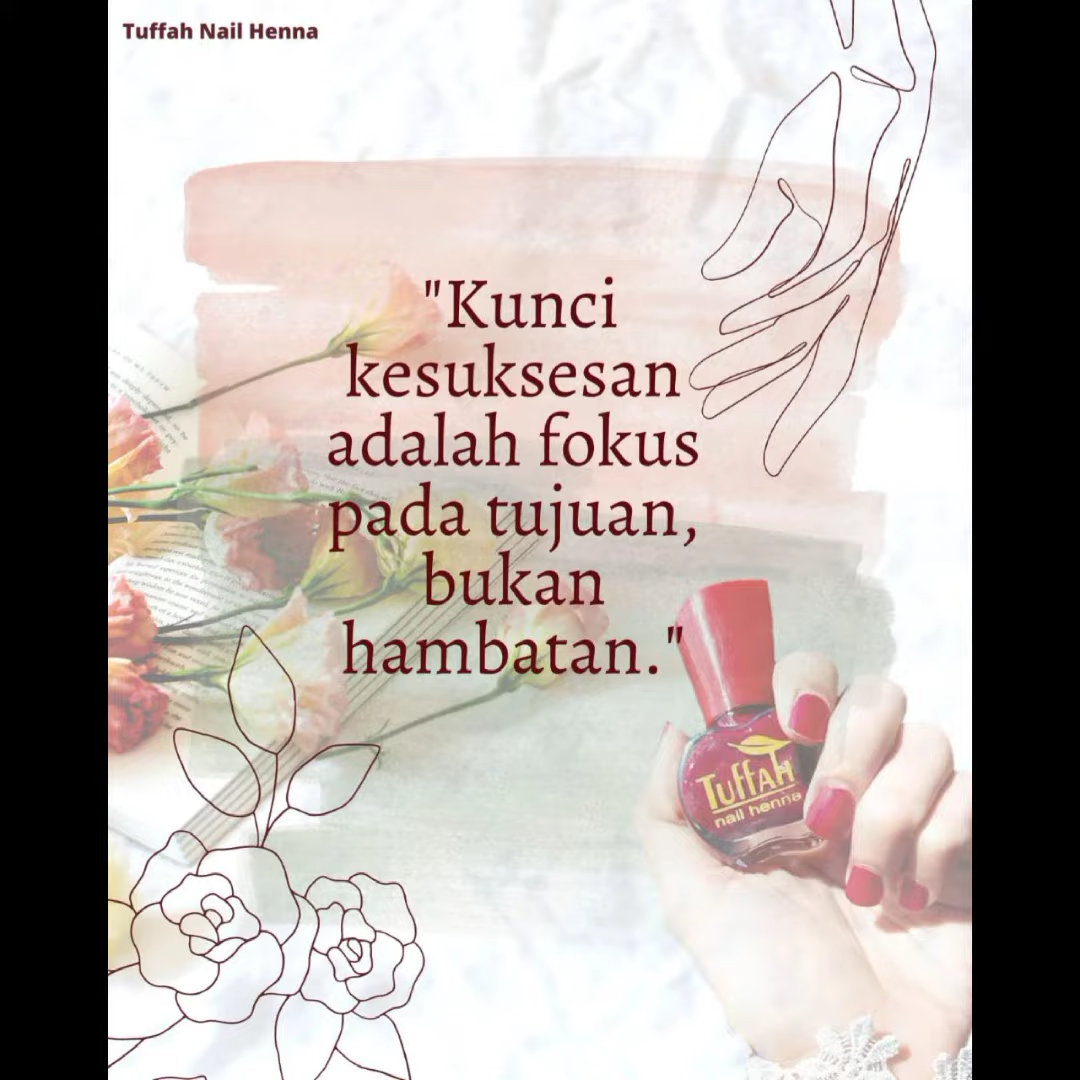 Tuffah Nail Henna
"Kunci
kesuksesan
adalah fokus
pada tujuan,
bukan
hambatan."
TuffaH
nail henna